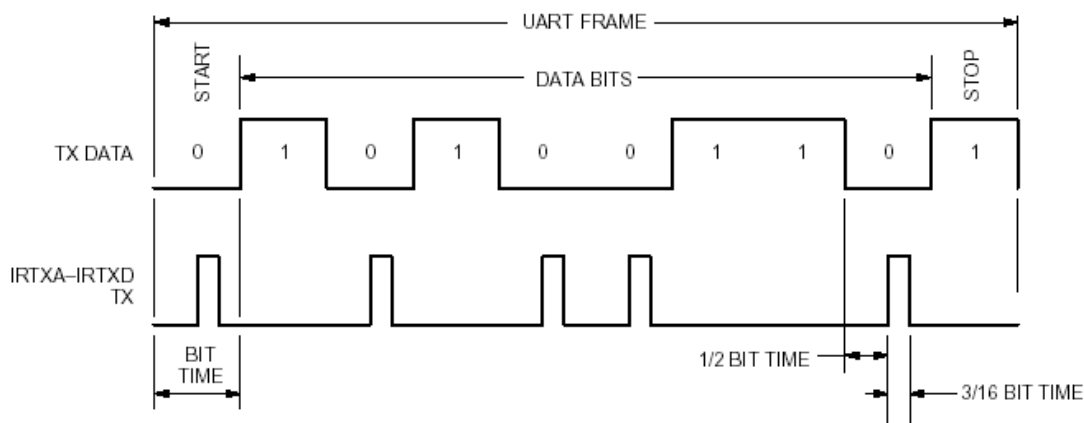 UART FRAME
START
DATA BITS
STOP
TX DATA
0 1 0 1 0 0 1 1 0 1
IRTXA–IRTXD
TX
BIT
TIME
1/2 BIT TIME
3/16 BIT TIME